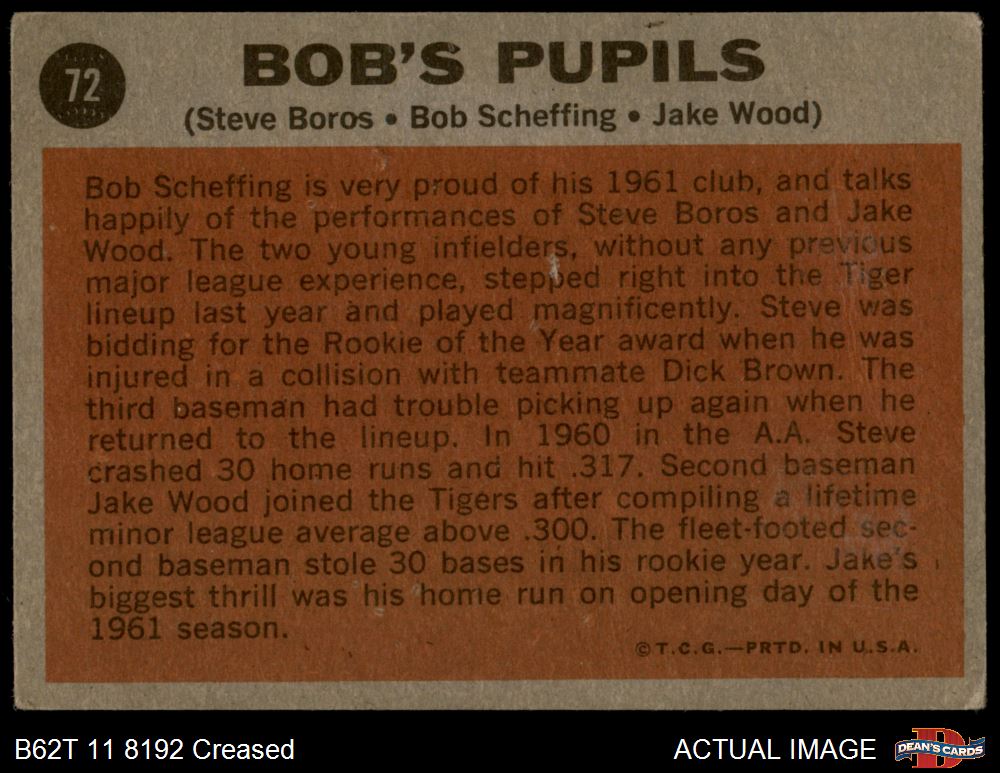 72
BOB'S PUPILS
(Steve Boros • Bob Scheffing • Jake Wood)
Bob Scheffing is very proud of his 1961 club, and talks
happily of the performances of Steve Boros and Jake
Wood. The two young infielders, without any previous
major league experience, stepped right into the Tiger
lineup last year and played magnificently. Steve was
bidding for the Rookie of the Year award when he was
injured in a collision with teammate Dick Brown. The
third baseman had trouble picking up again when he
returned to the lineup. In 1960 in the A.A. Steve
crashed 30 home runs and hit .317. Second baseman
Jake Wood joined the Tigers after compiling a lifetime
minor league average above .300. The fleet-footed sec-
ond baseman stole 30 bases in his rookie year. Jake's
biggest thrill was his home run on opening day of the
1961 season.
©T.C.G.—PRTD. IN U.S.A.
B62T 11 8192 Creased
ACTUAL IMAGE
DEAN'S CARDS